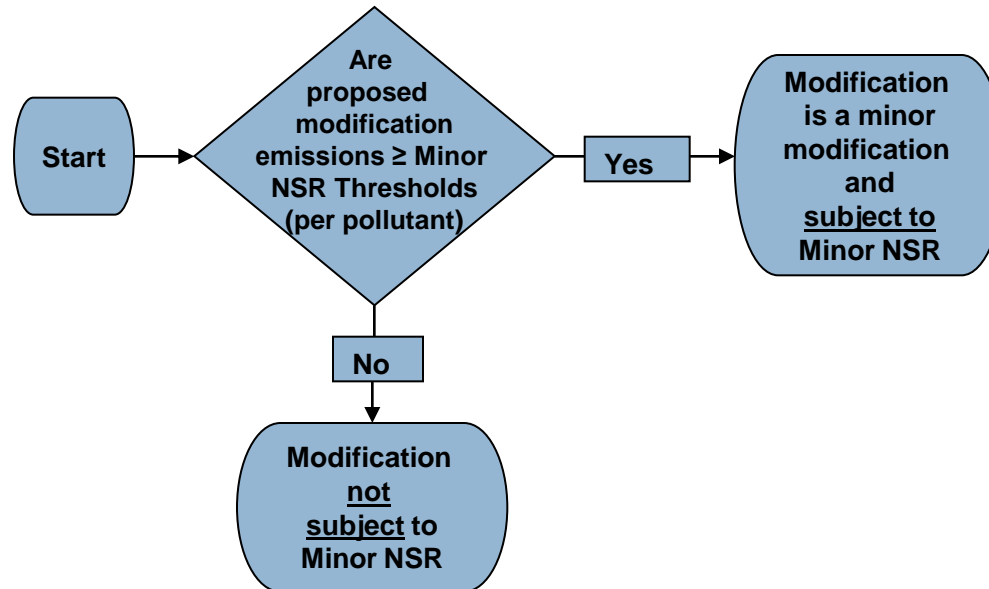 Start
Are
proposed
modification
emissions ≥ Minor
NSR Thresholds
(per pollutant)
Yes
Modification
is a minor
modification
and
subject to
Minor NSR
No
Modification
not
subject to
Minor NSR